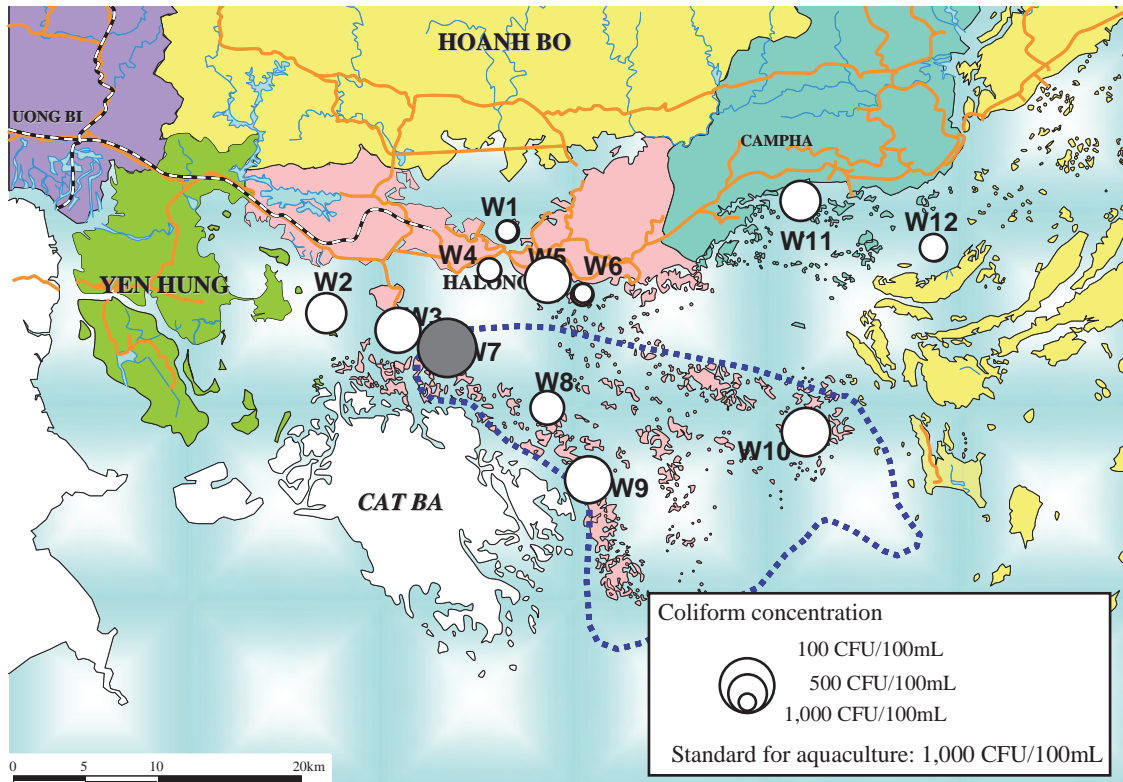 HOANH BO
UONG BI
CAMPHA
W1
W12
W11
W4
W5
W6
HALONG
YEN HUNG
W2
W3
W7
W8
W10
W9
CAT BA
Coliform concentration
100 CFU/100mL
500 CFU/100mL
1,000 CFU/100mL
Standard for aquaculture: 1,000 CFU/100mL
0 5 10 20km